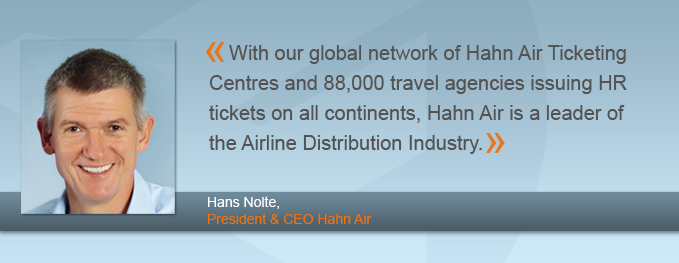 « With our global network of Hahn Air Ticketing
Centres and 88,000 travel agencies issuing HR
tickets on all continents, Hahn Air is a leader of
the Airline Distribution Industry. »
Hans Nolte,
President & CEO Hahn Air